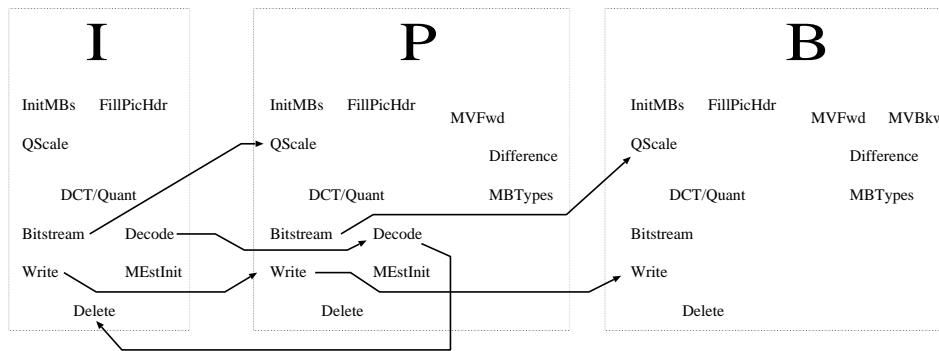 I P B
InitMBs FillPicHdr InitMBs FillPicHdr InitMBs FillPicHdr
MVFwd MVFwd MVBkw
QScale QScale QScale
Difference Difference
DCT/Quant DCT/Quant MBTypes DCT/Quant MBTypes
Bitstream Decode Bitstream Decode Bitstream
Write MEstInit Write MEstInit Write
Delete Delete Delete